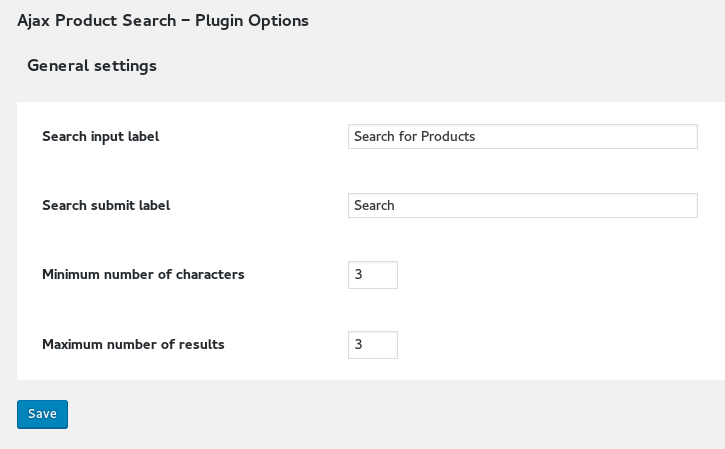 Ajax Product Search – Plugin Options
General settings
Search input label
Search for Products
Search submit label
Search
Minimum number of characters
3
Maximum number of results
3
Save